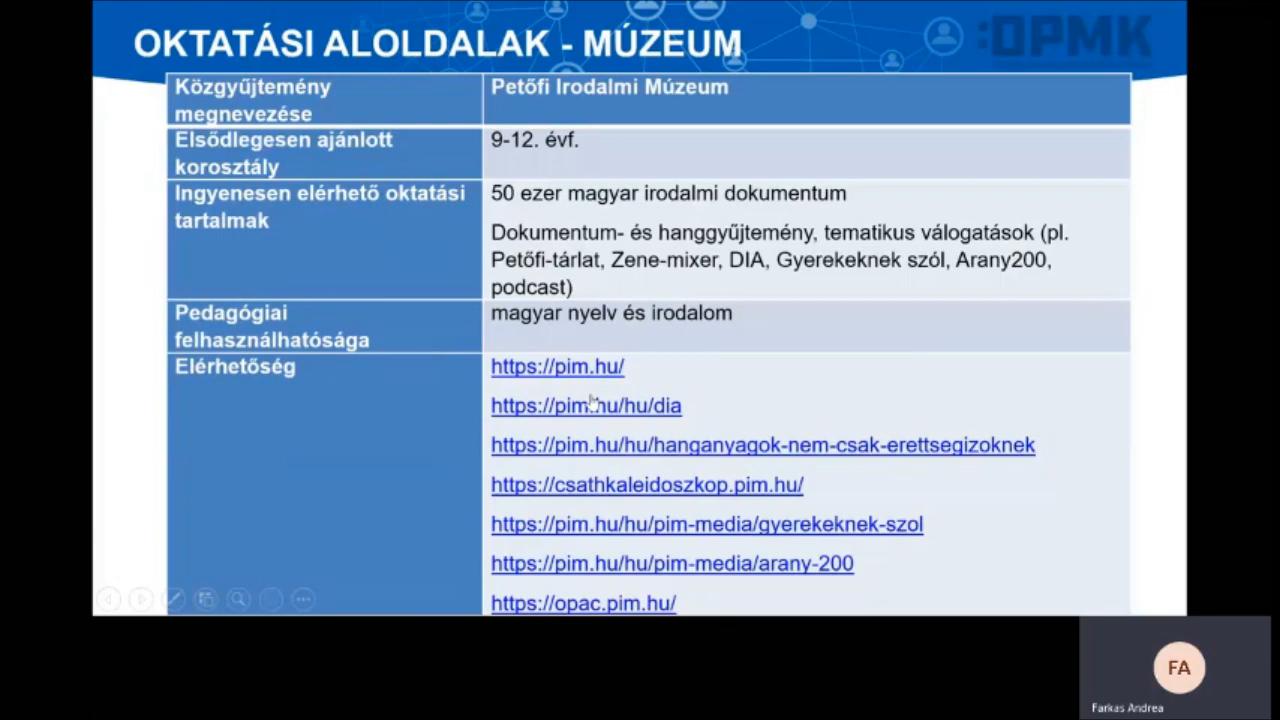 OKTATÁSI ALOLDALAK - MÚZEUM
:OPMK
Közgyűjtemény
megnevezése
Petőfi Irodalmi Múzeum
Elsődlegesen ajánlott
korosztály
9-12. évf.
Ingyenesen elérhető oktatási
tartalmak
50 ezer magyar irodalmi dokumentum
Dokumentum- és hanggyűjtemény, tematikus válogatások (pl.
Petőfi-tárlat, Zene-mixer, DIA, Gyerekeknek szól, Arany200,
podcast)
Pedagógiai
felhasználhatósága
magyar nyelv és irodalom
Elérhetőség
https://pim.hu/
https://pim.hu/hu/dia
https://pim.hu/hu/hanganyagok-nem-csak-erettsegizoknek
https://csathkaleidoszkop.pim.hu/
https://pim.hu/hu/pim-media/gyerekeknek-szol
https://pim.hu/hu/pim-media/arany-200
https://opac.pim.hu/
FA
Farkas Andrea